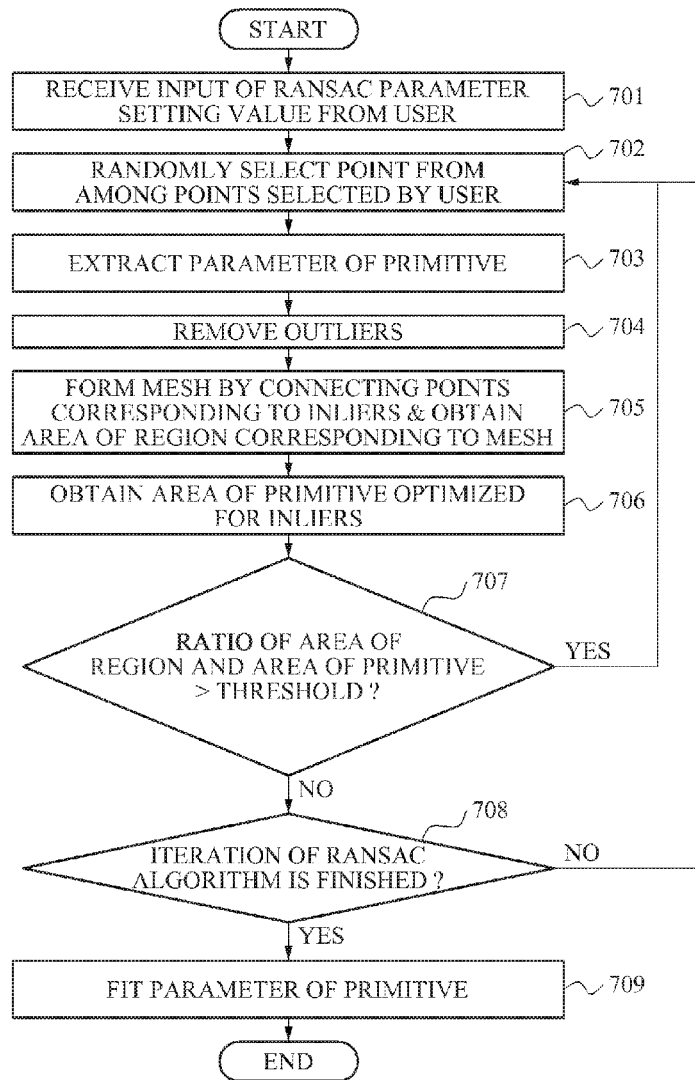 START
RECEIVE INPUT OF RANSAC PARAMETER
SETTING VALUE FROM USER
701
702
RANDOMLY SELECT POINT FROM
AMONG POINTS SELECTED BY USER
EXTRACT PARAMETER OF PRIMITIVE
703
REMOVE OUTLIERS
704
FORM MESH BY CONNECTING POINTS
CORRESPONDING TO INLIERS & OBTAIN
AREA OF REGION CORRESPONDING TO MESH
705
OBTAIN AREA OF PRIMITIVE OPTIMIZED
FOR INLIERS
706
707
RATIO OF AREA OF
REGION AND AREA OF PRIMITIVE
> THRESHOLD ?
YES
NO
708
ITERATION OF RANSAC
ALGORITHM IS FINISHED ?
NO
YES
FIT PARAMETER OF PRIMITIVE
709
END